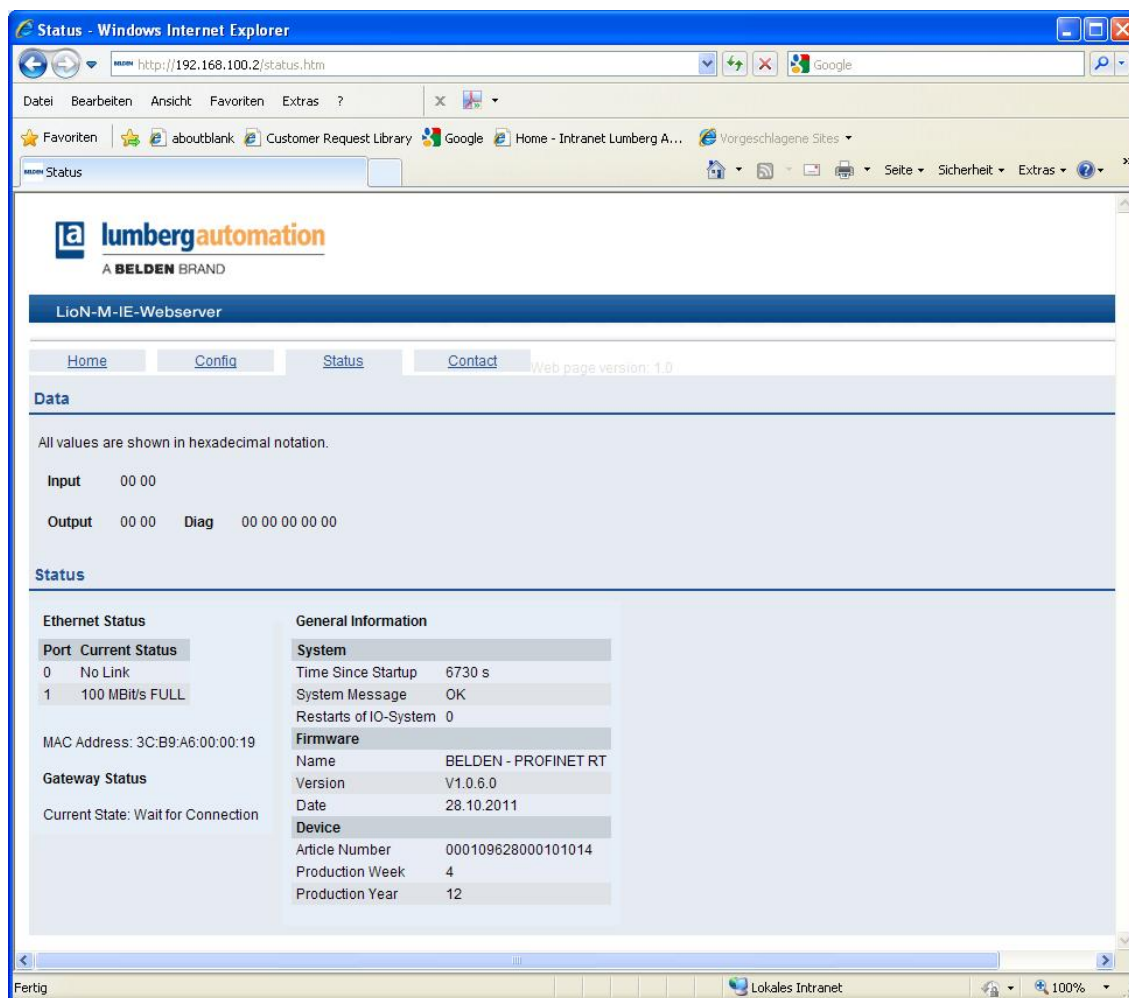 Status - Windows Internet Explorer
BELDEN http://192.168.100.2/status.htm Google
Datei Bearbeiten Ansicht Favoriten Extras ?
Favoriten aboutblank Customer Request Library Google Home - Intranet Lumberg A... Vorgeschlagene Sites
BELDEN Status Seite Sicherheit Extras »
la lumbergautomation
A BELDEN BRAND
LioN-M-IE-Webserver
Home Config Status Contact Web page version: 1.0
Data
All values are shown in hexadecimal notation.
Input 00 00
Output 00 00 Diag 00 00 00 00 00
Status
Ethernet Status
Port Current Status
0 No Link
1 100 MBit/s FULL
MAC Address: 3C:B9:A6:00:00:19
Gateway Status
Current State: Wait for Connection
General Information
System
Time Since Startup 6730 s
System Message OK
Restarts of IO-System 0
Firmware
Name BELDEN - PROFINET RT
Version V1.0.6.0
Date 28.10.2011
Device
Article Number 000109628000101014
Production Week 4
Production Year 12
Fertig Lokales Intranet 100%